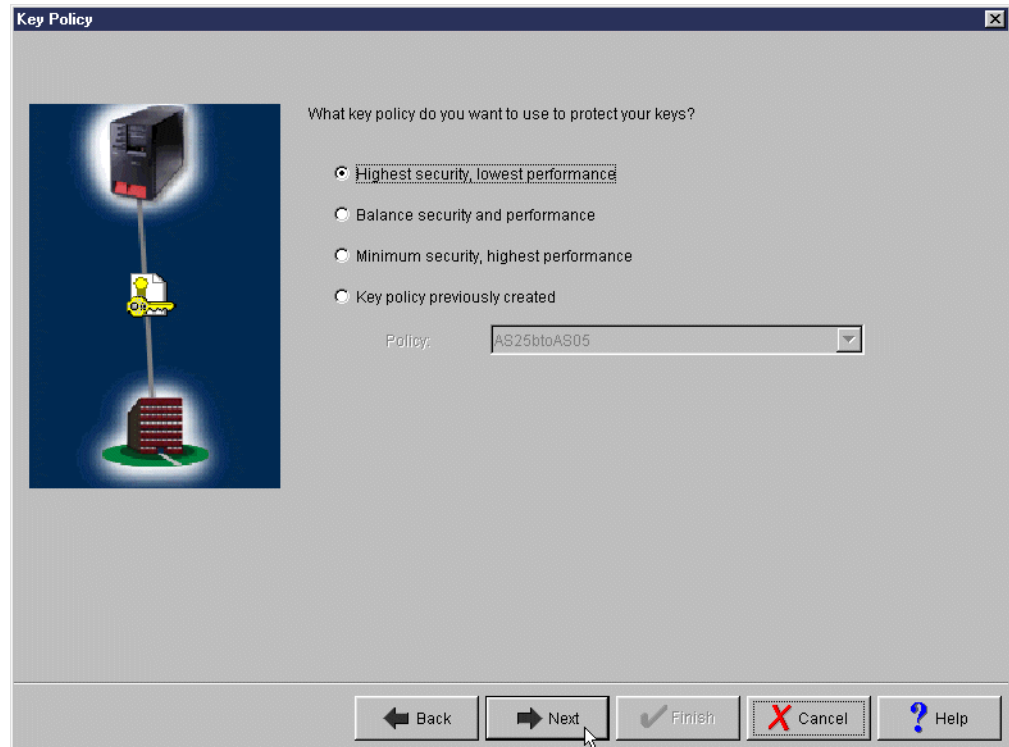 Key Policy
What key policy do you want to use to protect your keys?
Highest security, lowest performance
Balance security and performance
Minimum security, highest performance
Key policy previously created
Policy: AS25btoAS05
Back Next Finish Cancel Help